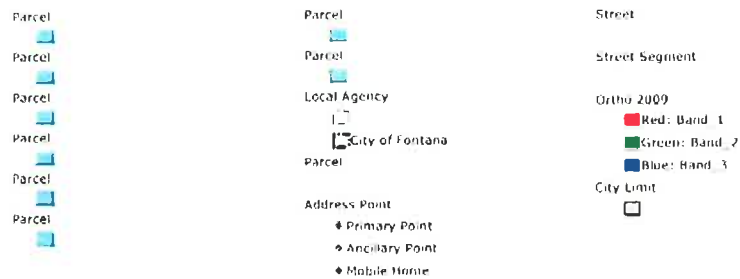 Parcel
Parcel
Parcel
Parcel
Parcel
Parcel
Parcel
Parcel
Local Agency
City of Fontana
Parcel
Address Point
Primary Point
Ancillary Point
Mobile Home
Street
Street Segment
Ortho 2009
Red: Band_1
Green: Band_2
Blue: Band_3
City Limit